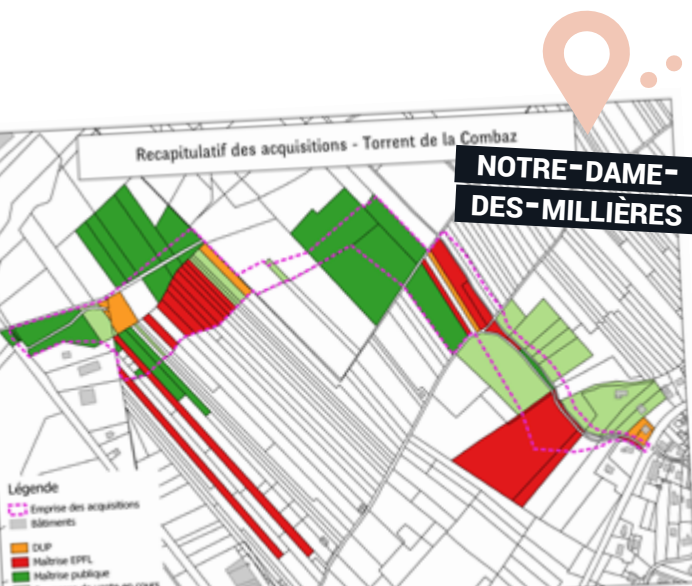 Recapitulatif des acquisitions - Torrent de la Combaz
NOTRE-DAME-
DES-MILLIÈRES
Légende
Emprise des acquisitions
Bâtiments
DUP
Maîtrise EPFL
Maîtrise publique